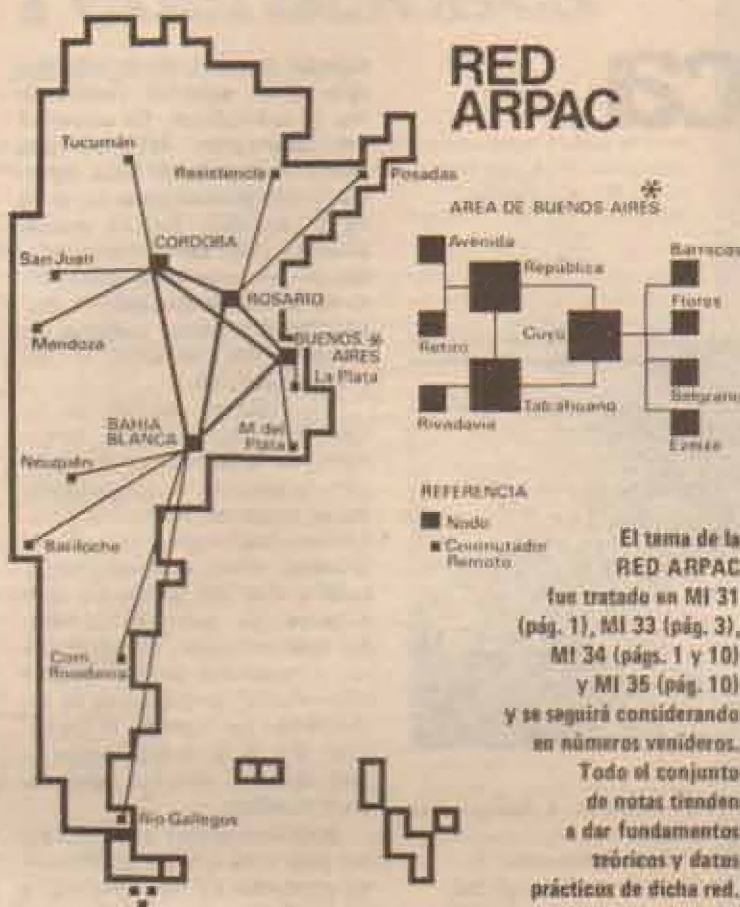 RED
ARPAC
AREA DE BUENOS AIRES *
Avenida
Republica
Barracas
Flores
Retiro
Cuyo
Belgrano
Rivadavia
Talcahuano
Tucumán
Resistencia
Posadas
CORDOBA
San Juan
ROSARIO
Mendoza
BUENOS *
AIRES
La Plata
BAHIA
BLANCA
M. del
Plata
Neuquén
Bariloche
Com.
Rivadavia
Rio Gallegos
REFERENCIA
Nodo
Conmutador
Remoto
El tema de la
RED ARPAC
fue tratado en MI 31
(pág. 1), MI 33 (pág. 3),
MI 34 (págs. 1 y 10)
y MI 35 (pág. 10)
y se seguirá considerando
en números venideros.
Todo el conjunto
de notas tienden
a dar fundamentos
teóricos y datos
prácticos de dicha red.